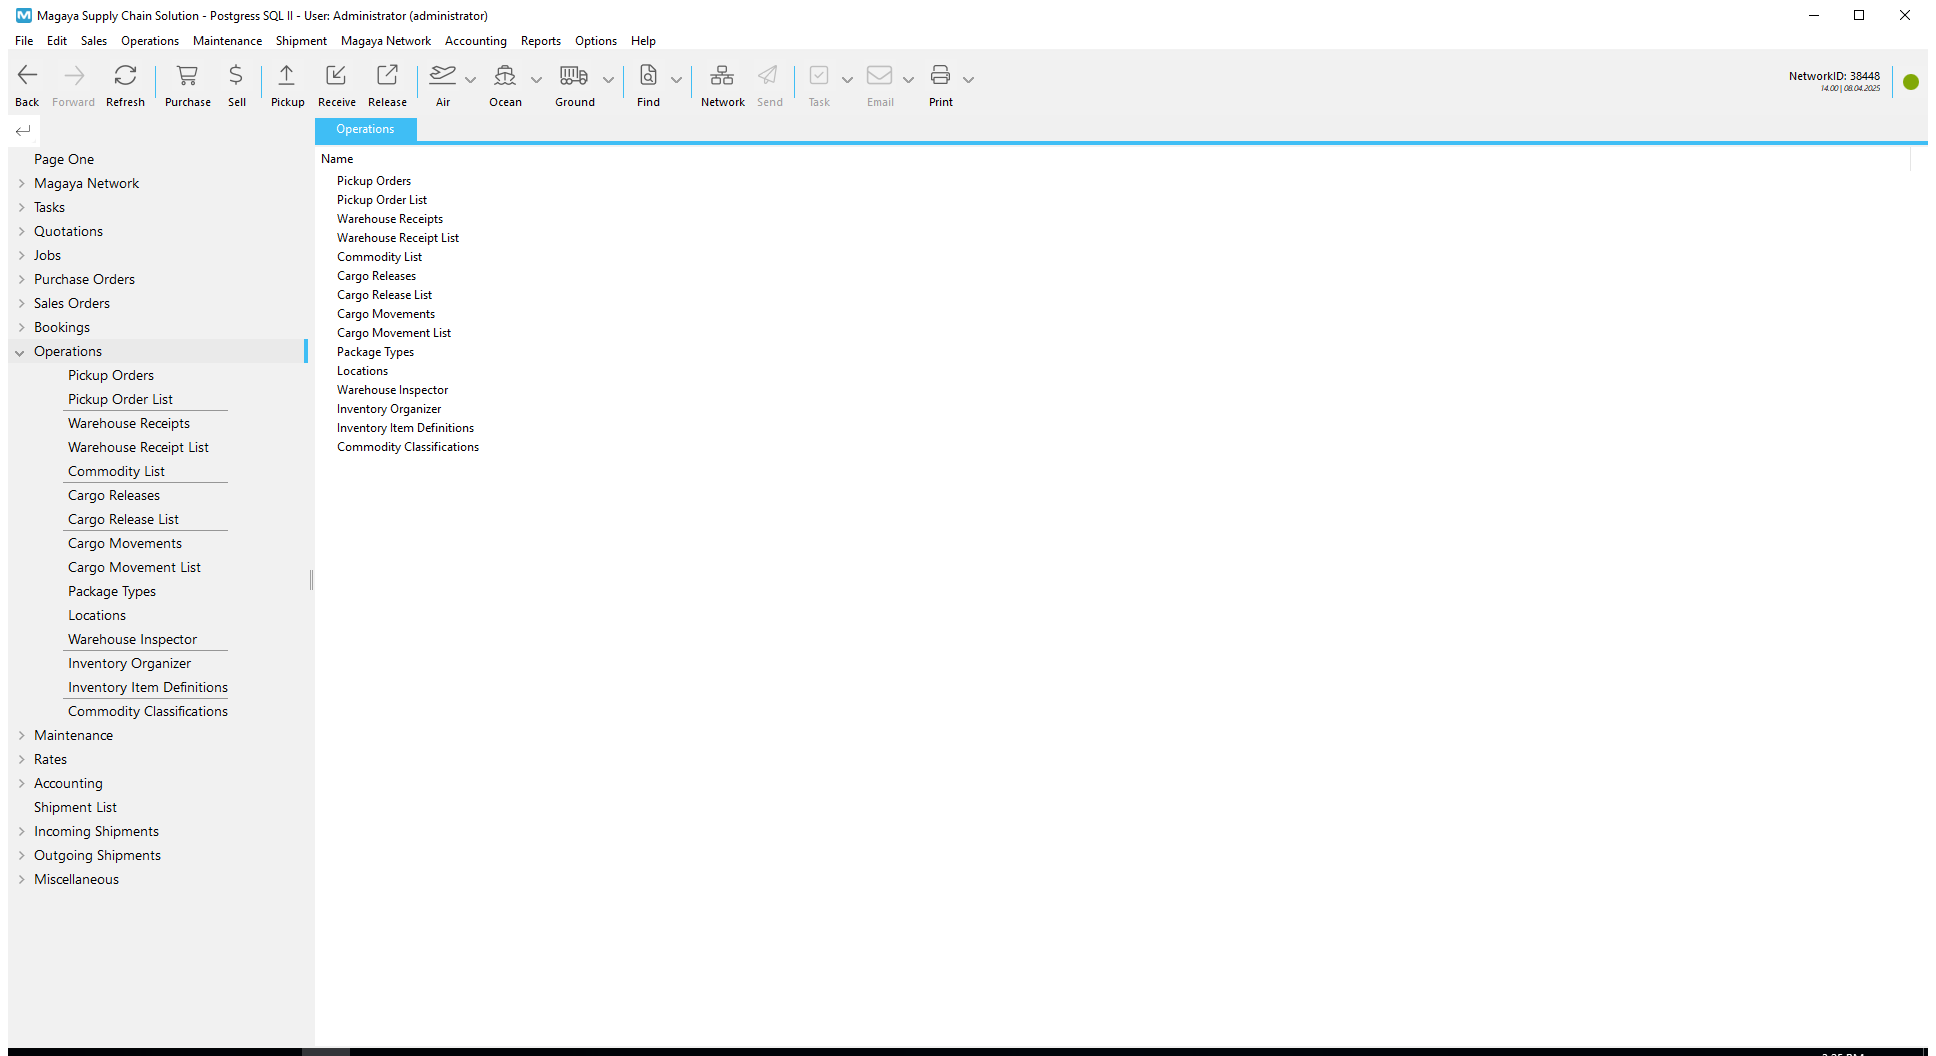 Magaya Supply Chain Solution - Postgress SQL II - User: Administrator (administrator)
File Edit Sales Operations Maintenance Shipment Magaya Network Accounting Reports Options Help
Back Forward Refresh Purchase Sell Pickup Receive Release Air Ocean Ground Find Network Send Task Email Print
NetworkID: 38448
14.00 | 08.04.2025
Page One
Magaya Network
Tasks
Quotations
Jobs
Purchase Orders
Sales Orders
Bookings
Operations
Pickup Orders
Pickup Order List
Warehouse Receipts
Warehouse Receipt List
Commodity List
Cargo Releases
Cargo Release List
Cargo Movements
Cargo Movement List
Package Types
Locations
Warehouse Inspector
Inventory Organizer
Inventory Item Definitions
Commodity Classifications
Maintenance
Rates
Accounting
Shipment List
Incoming Shipments
Outgoing Shipments
Miscellaneous
Operations
Name
Pickup Orders
Pickup Order List
Warehouse Receipts
Warehouse Receipt List
Commodity List
Cargo Releases
Cargo Release List
Cargo Movements
Cargo Movement List
Package Types
Locations
Warehouse Inspector
Inventory Organizer
Inventory Item Definitions
Commodity Classifications